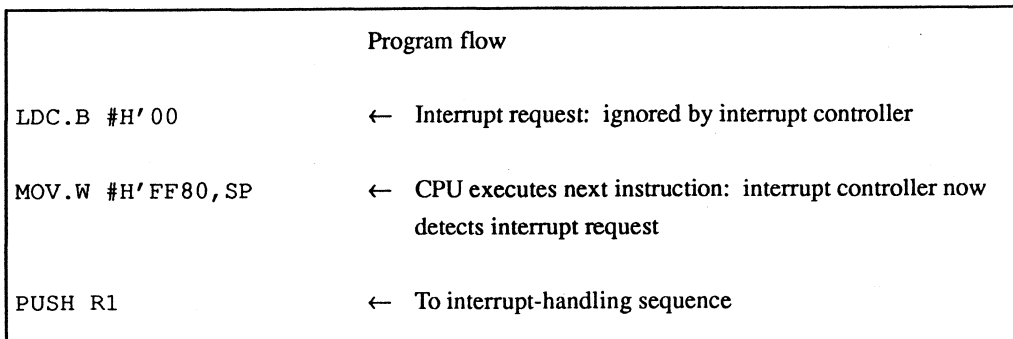 Program flow
LDC.B #H'00 ← Interrupt request: ignored by interrupt controller
MOV.W #H'FF80,SP ← CPU executes next instruction: interrupt controller now
detects interrupt request
PUSH R1 ← To interrupt-handling sequence